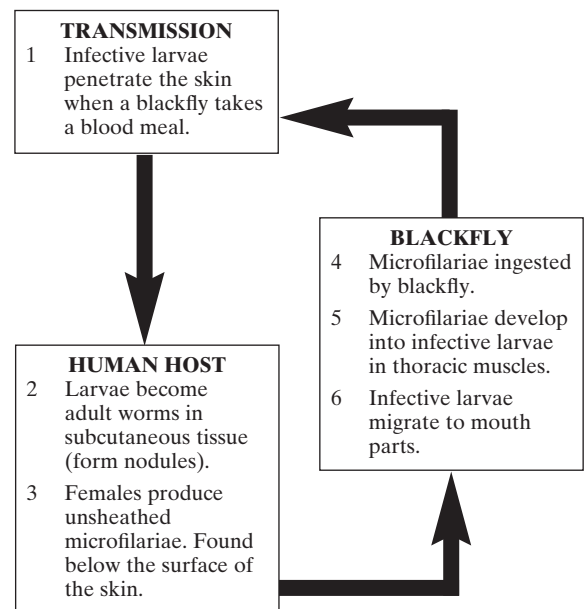 TRANSMISSION
1 Infective larvae
penetrate the skin
when a blackfly takes
a blood meal.
HUMAN HOST
2 Larvae become
adult worms in
subcutaneous tissue
(form nodules).
3 Females produce
unsheathed
microfilariae. Found
below the surface of
the skin.
BLACKFLY
4 Microfilariae ingested
by blackfly.
5 Microfilariae develop
into infective larvae
in thoracic muscles.
6 Infective larvae
migrate to mouth
parts.